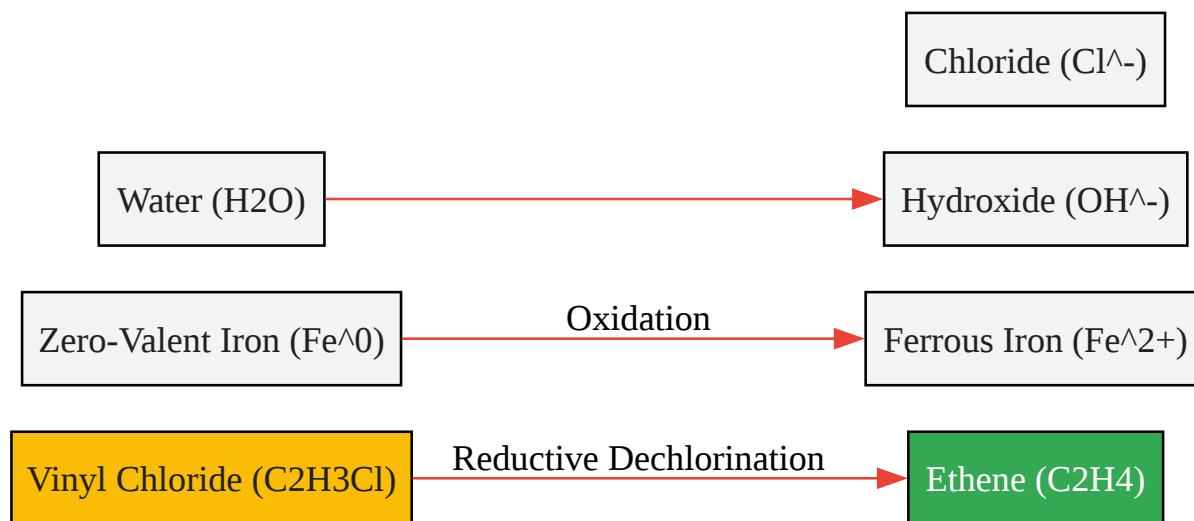 Chloride (Cl^-)
Water (H2O)
Hydroxide (OH^-)
Zero-Valent Iron (Fe^0)
Oxidation
Ferrous Iron (Fe^2+)
Vinyl Chloride (C2H3Cl)
Reductive Dechlorination
Ethene (C2H4)